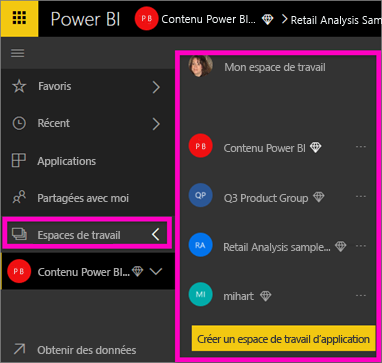 Power BI PB Contenu Power BI... > Retail Analysis Sam
Favoris
Récent
Applications
Partagées avec moi
Espaces de travail
PB Contenu Power BI...
Obtenir des données
Mon espace de travail
PB Contenu Power BI ...
QP Q3 Product Group
RA Retail Analysis sample... ...
MI mihart ...
Créer un espace de travail d'application